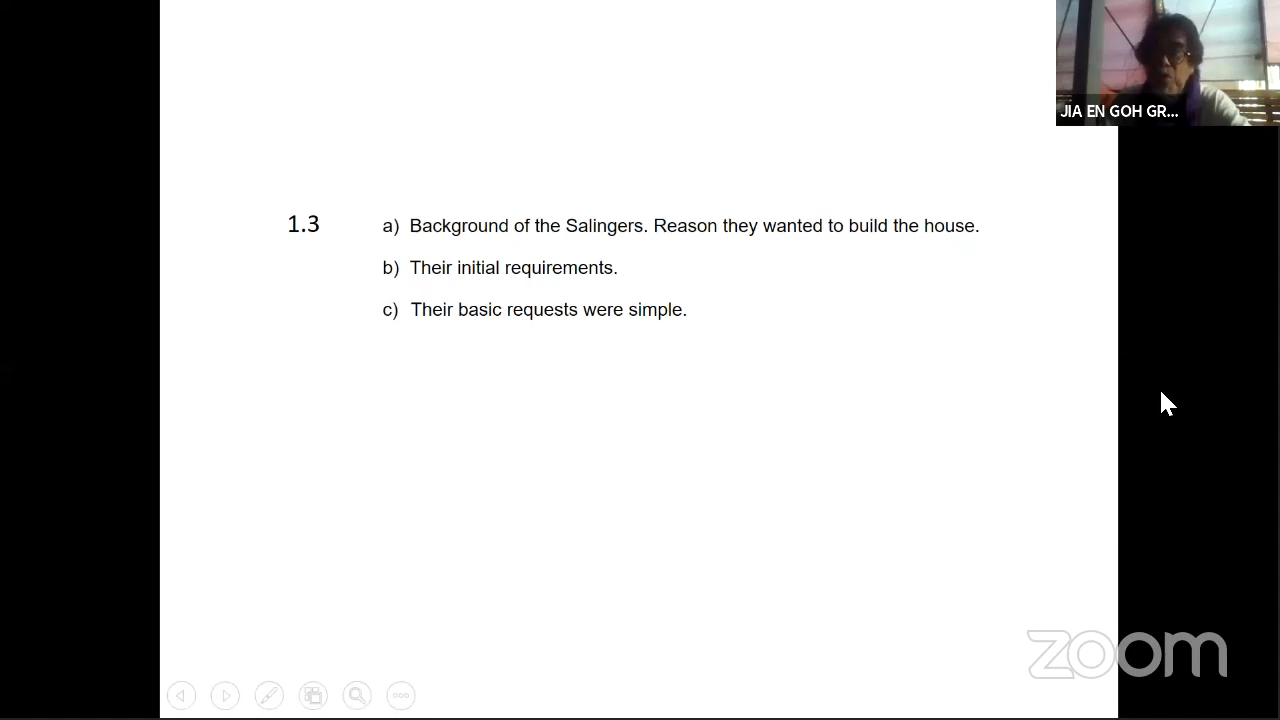 JIA EN GOH GR...
1.3 a) Background of the Salingers. Reason they wanted to build the house.
b) Their initial requirements.
c) Their basic requests were simple.
zoom